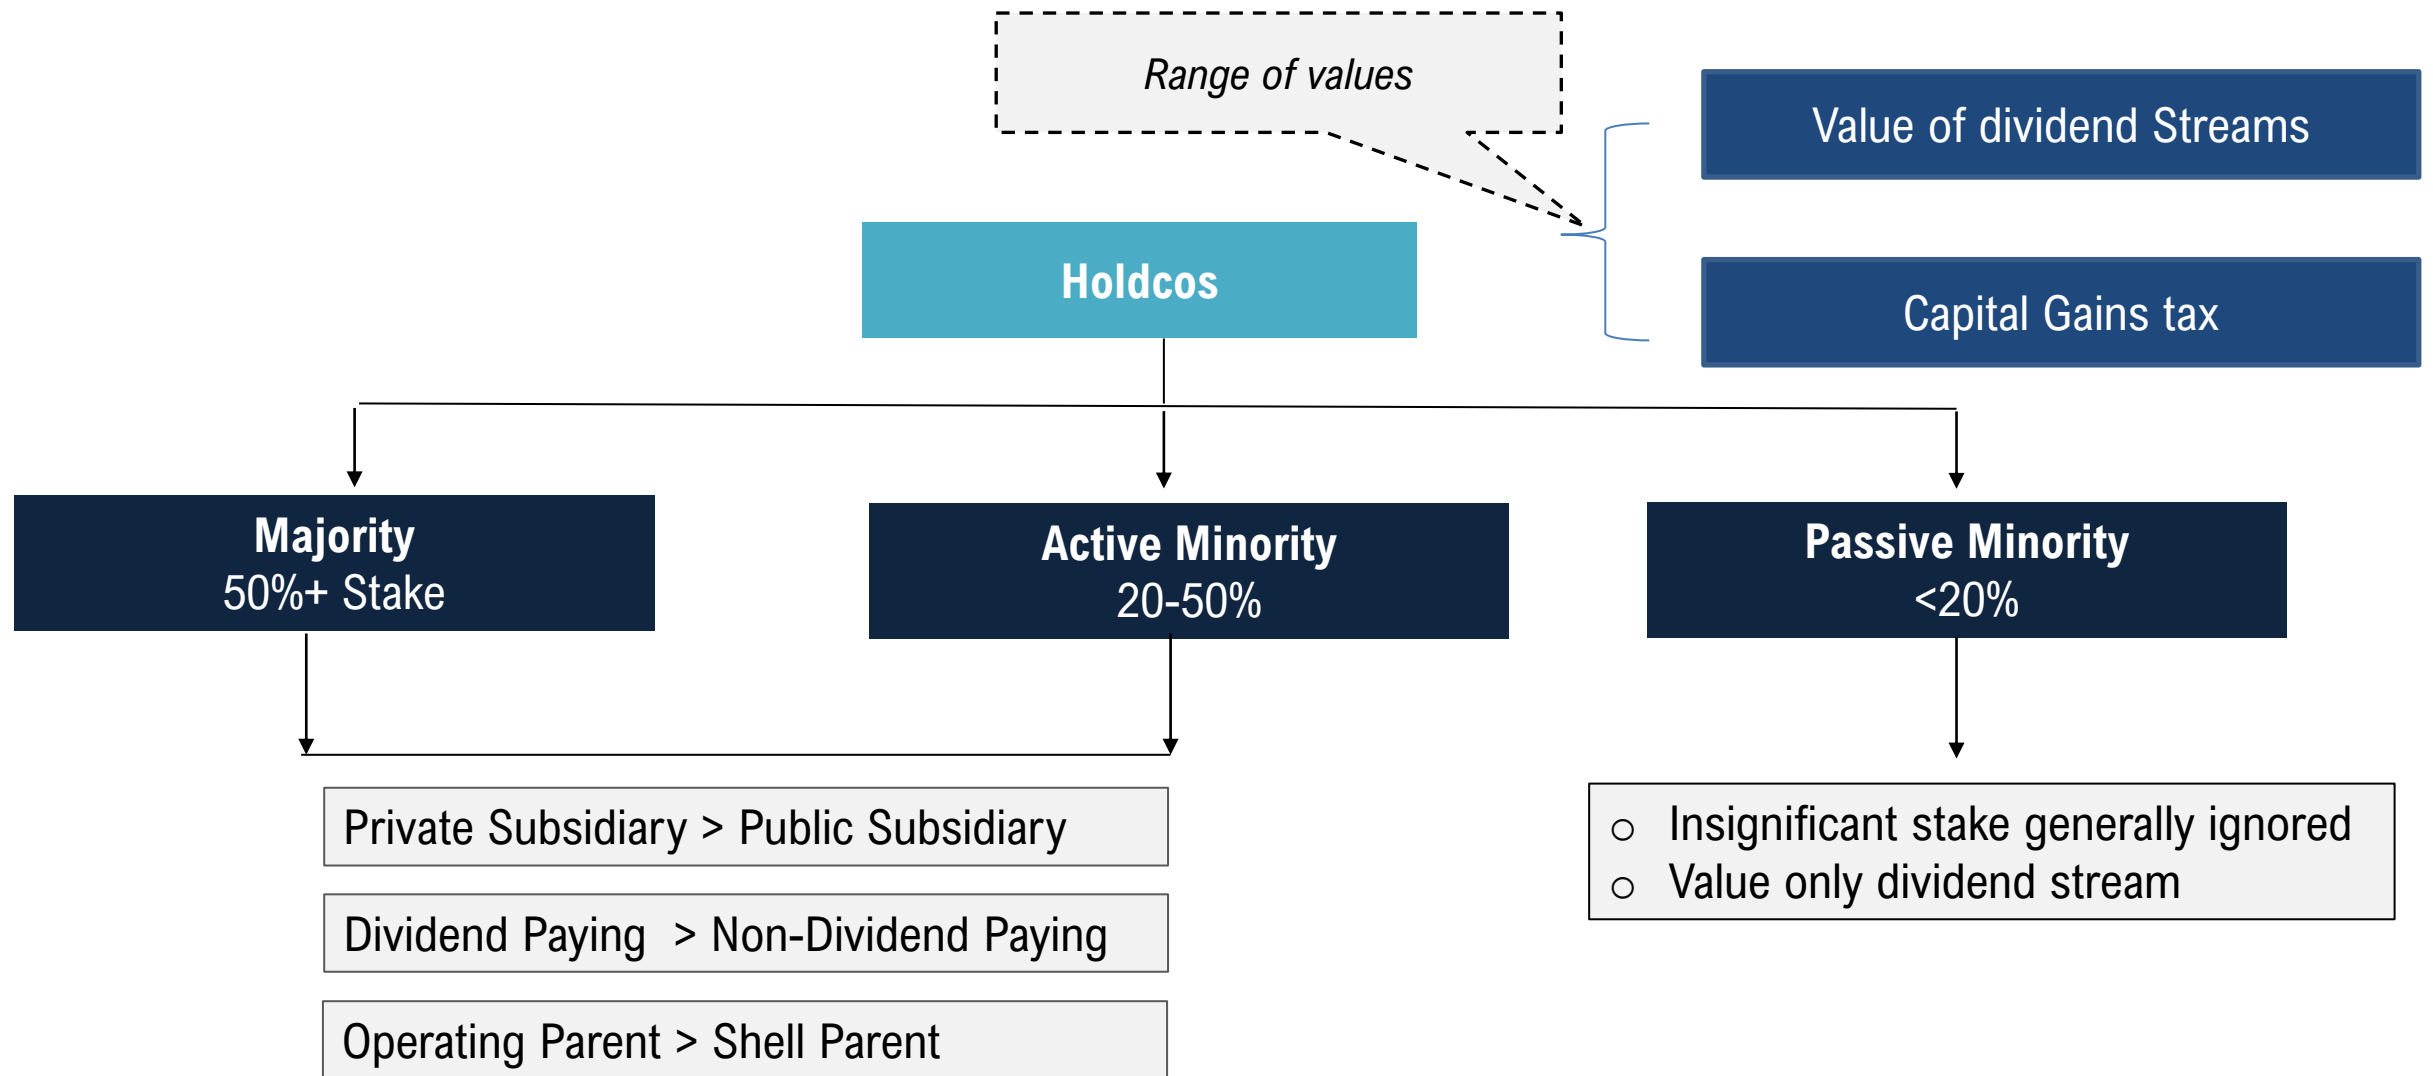 Range of values
Value of dividend Streams
Holdcos
Capital Gains tax
Majority
50%+ Stake
Active Minority
20-50%
Passive Minority
<20%
Private Subsidiary > Public Subsidiary
Dividend Paying > Non-Dividend Paying
Operating Parent > Shell Parent
o Insignificant stake generally ignored
o Value only dividend stream